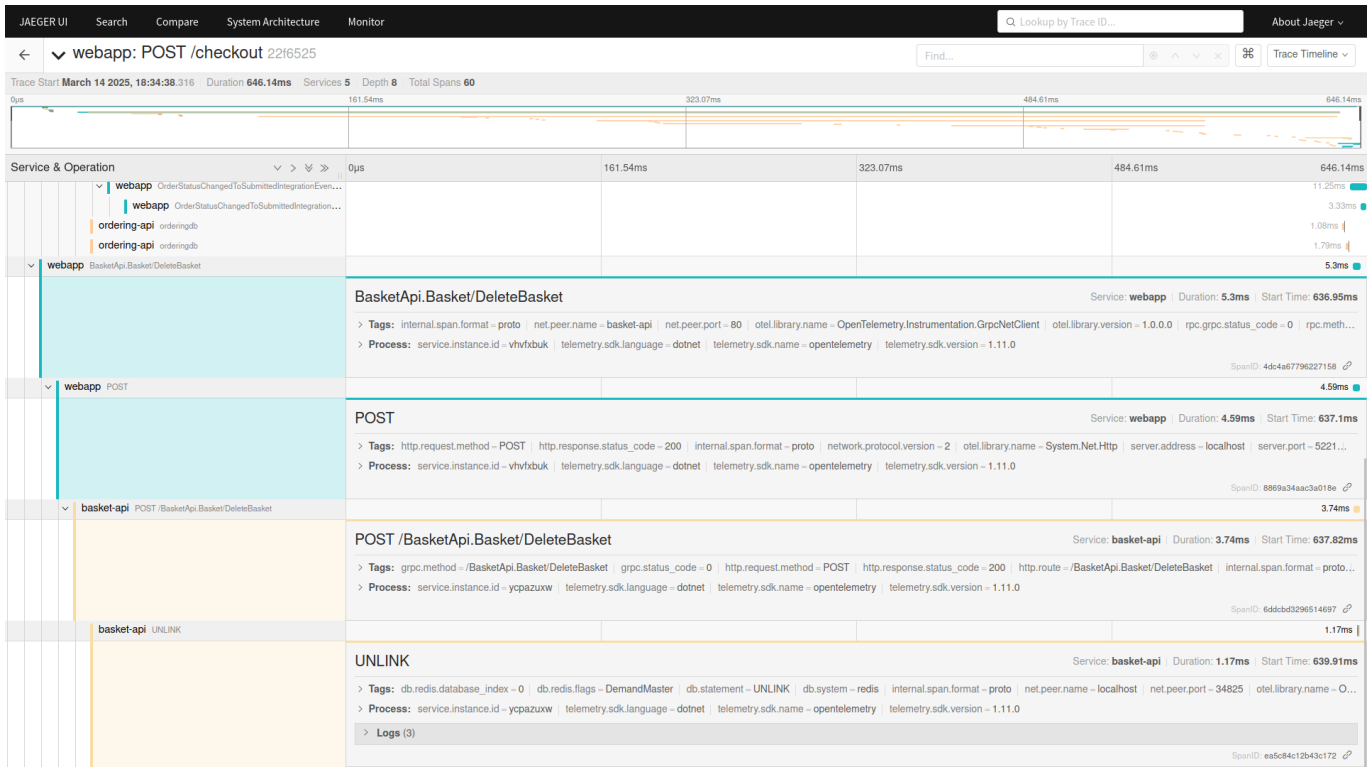 JAEGER UI Search Compare System Architecture Monitor Lookup by Trace ID... About Jaeger
webapp: POST /checkout 22f6525 Find... ⌘ Trace Timeline
Trace Start March 14 2025, 18:34:38.316 Duration 646.14ms Services 5 Depth 8 Total Spans 60
0μs 161.54ms 323.07ms 484.61ms 646.14ms
Service & Operation 0μs 161.54ms 323.07ms 484.61ms 646.14ms
webapp OrderStatusChangedToSubmittedIntegrationEven... 11.25ms
webapp OrderStatusChangedToSubmittedIntegration... 3.33ms
ordering-api orderingdb 1.08ms
ordering-api orderingdb 1.79ms
webapp BasketApi.Basket/DeleteBasket 5.3ms
BasketApi.Basket/DeleteBasket Service: webapp Duration: 5.3ms Start Time: 636.95ms
> Tags: internal.span.format = proto net.peer.name = basket-api net.peer.port = 80 otel.library.name = OpenTelemetry.Instrumentation.GrpcNetClient otel.library.version = 1.0.0.0 rpc.grpc.status_code = 0 rpc.meth...
> Process: service.instance.id = vhvfxbuk telemetry.sdk.language = dotnet telemetry.sdk.name = opentelemetry telemetry.sdk.version = 1.11.0
SpanID: 4dc4a67796227158
webapp POST 4.59ms
POST Service: webapp Duration: 4.59ms Start Time: 637.1ms
> Tags: http.request.method = POST http.response.status_code = 200 internal.span.format = proto network.protocol.version = 2 otel.library.name = System.Net.Http server.address = localhost server.port = 5221...
> Process: service.instance.id = vhvfxbuk telemetry.sdk.language = dotnet telemetry.sdk.name = opentelemetry telemetry.sdk.version = 1.11.0
SpanID: 8869a34aac3a018e
basket-api POST /BasketApi.Basket/DeleteBasket 3.74ms
POST /BasketApi.Basket/DeleteBasket Service: basket-api Duration: 3.74ms Start Time: 637.82ms
> Tags: grpc.method = /BasketApi.Basket/DeleteBasket grpc.status_code = 0 http.request.method = POST http.response.status_code = 200 http.route = /BasketApi.Basket/DeleteBasket internal.span.format = proto...
> Process: service.instance.id = ycpazuxw telemetry.sdk.language = dotnet telemetry.sdk.name = opentelemetry telemetry.sdk.version = 1.11.0
SpanID: 6ddcbd3296514697
basket-api UNLINK 1.17ms
UNLINK Service: basket-api Duration: 1.17ms Start Time: 639.91ms
> Tags: db.redis.database_index = 0 db.redis.flags = DemandMaster db.statement = UNLINK db.system = redis internal.span.format = proto net.peer.name = localhost net.peer.port = 34825 otel.library.name = O...
> Process: service.instance.id = ycpazuxw telemetry.sdk.language = dotnet telemetry.sdk.name = opentelemetry telemetry.sdk.version = 1.11.0
> Logs (3)
SpanID: ea5c84c12b43c172